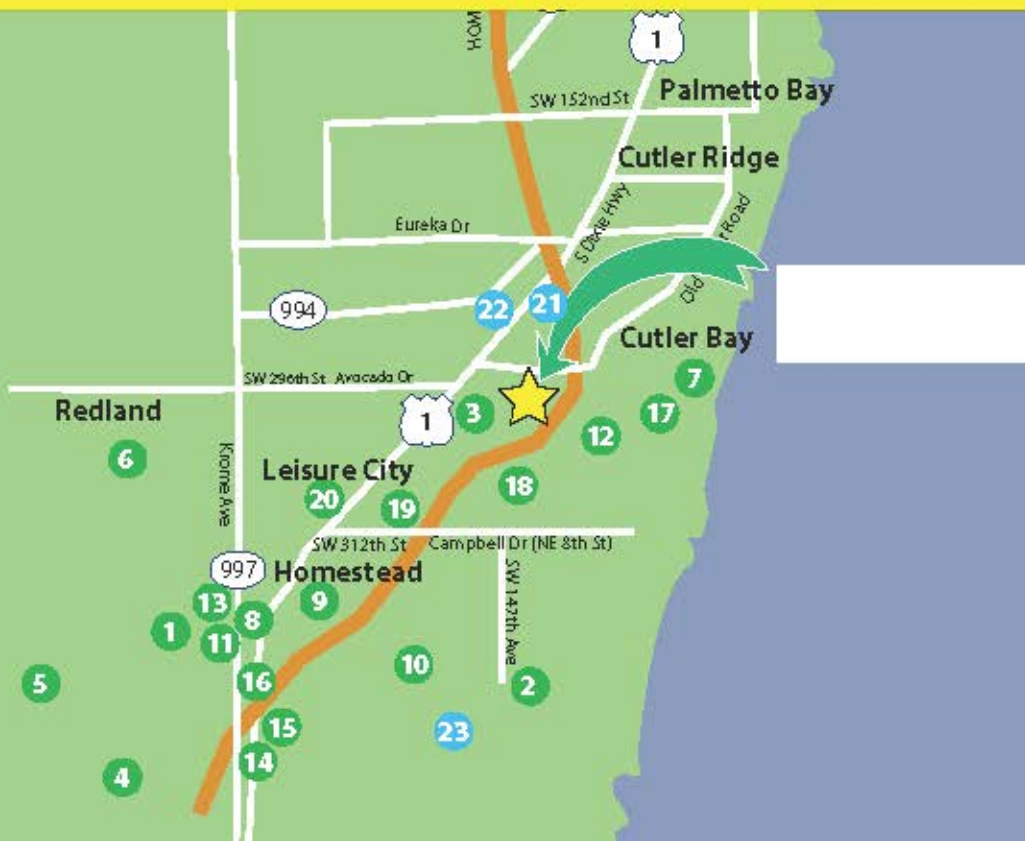 HOM
1
Palmetto Bay
SW 152nd St
Cutler Ridge
S Dixie Hwy
Eureka Dr
r Road
Old
994
22
21
Cutler Bay
SW 296th St Avocado Dr
7
Redland
1
3
17
12
6
Krome Ave
Leisure City
18
20
19
SW 312th St Campbell Dr (NE 8th St)
997
Homestead
SW 147th Ave
13
9
8
1
11
10
5
16
2
15
23
14
4